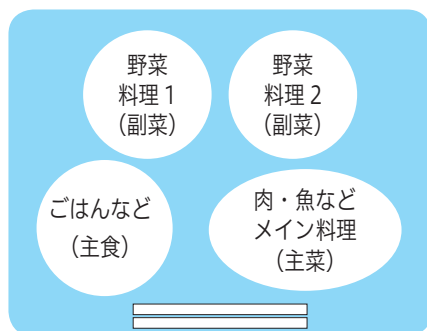 野菜
料理 1
（副菜）
野菜
料理 2
（副菜）
ごはんなど
（主食）
肉・魚など
メイン料理
（主菜）